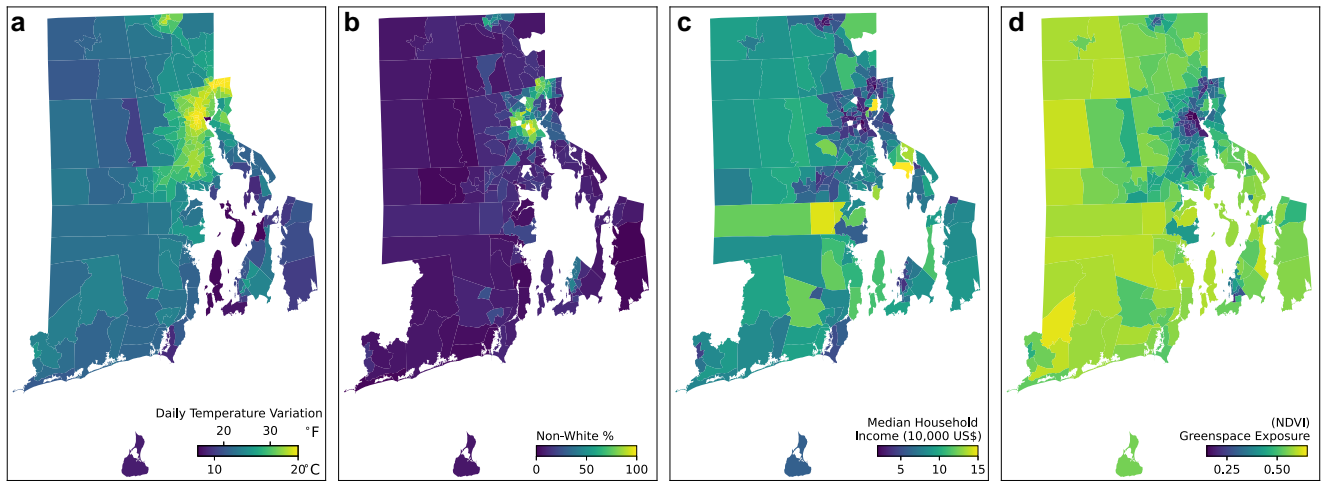 a
Daily Temperature Variation
20 30 °F
10 20°C
b
Non-White %
0 50 100
c
Median Household
Income (10,000 US$)
5 10 15
d
(NDVI)
Greenspace Exposure
0.25 0.50